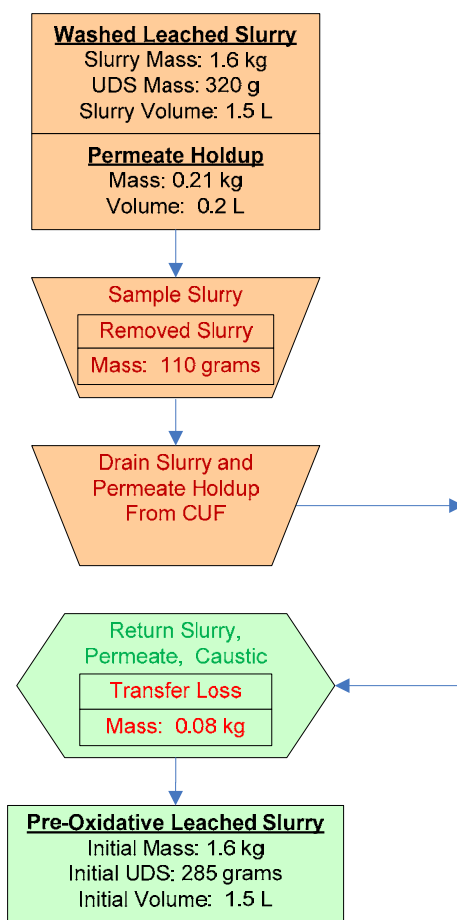 Washed Leached Slurry
Slurry Mass: 1.6 kg
UDS Mass: 320 g
Slurry Volume: 1.5 L
Permeate Holdup
Mass: 0.21 kg
Volume:  0.2 L
Sample Slurry
Removed Slurry
Mass:  110 grams
Drain Slurry and
Permeate Holdup
From CUF
Return Slurry,
Permeate,  Caustic
Transfer Loss
Mass:  0.08 kg
Pre-Oxidative Leached Slurry
Initial Mass: 1.6 kg
Initial UDS: 285 grams
Initial Volume: 1.5 L